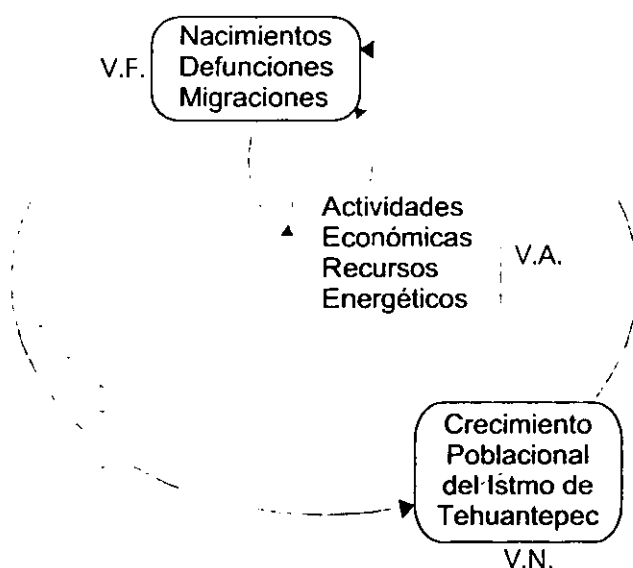 Nacimientos
V.F. Defunciones
Migraciones
Actividades
Económicas
V.A.
Recursos
Energéticos
Crecimiento
Poblacional
del Istmo de
Tehuantepec
V.N.